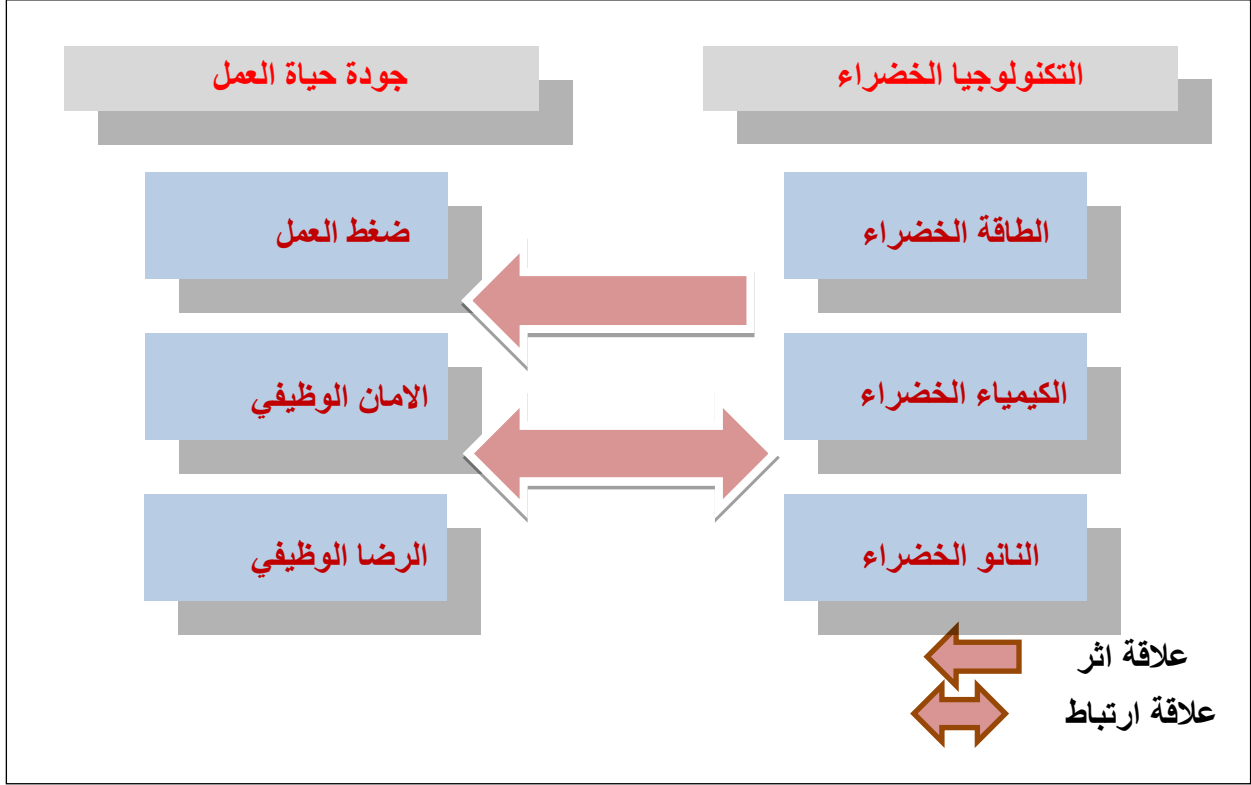 التكنولوجيا الخضراء
جودة حياة العمل
الطاقة الخضراء
ضغط العمل
الكيمياء الخضراء
الامان الوظيفي
النانو الخضراء
الرضا الوظيفي
علاقة اثر
علاقة ارتباط